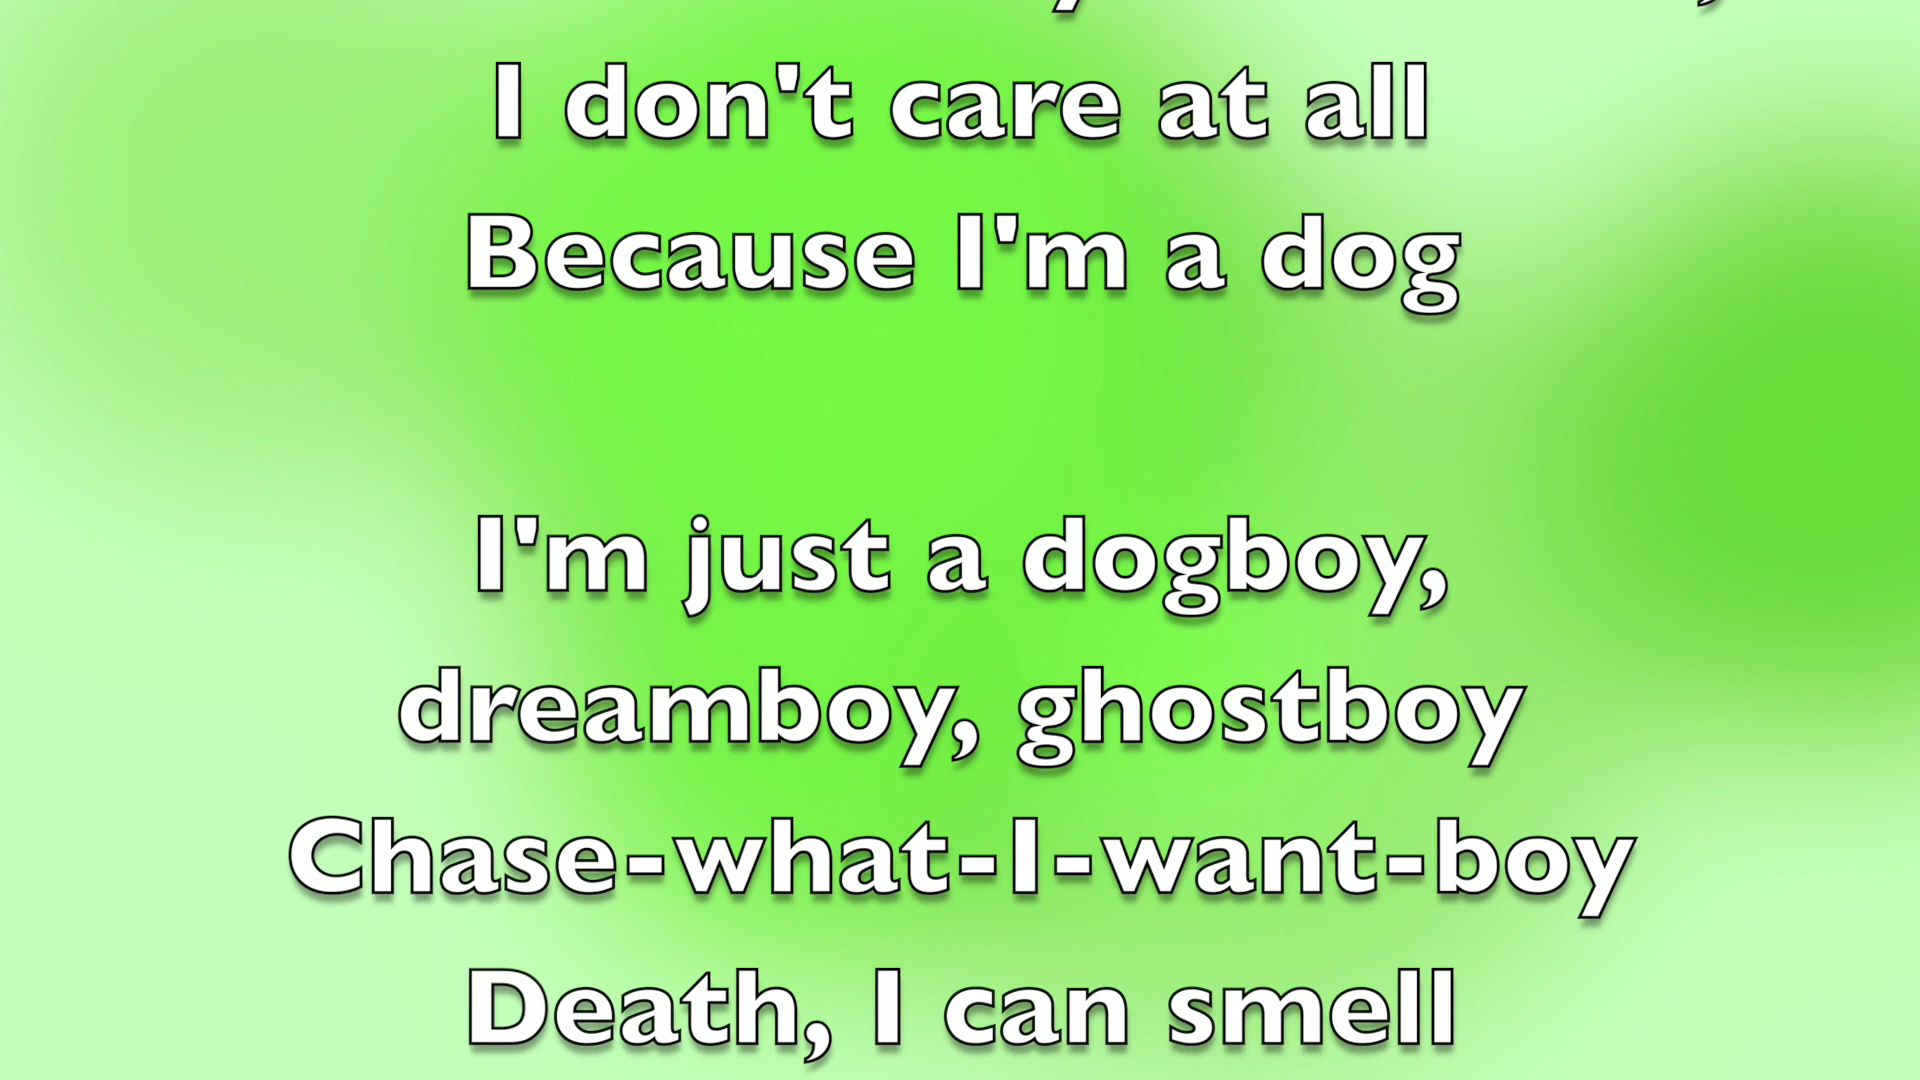 I don't care at all
Because I'm a dog
I'm just a dogboy,
dreamboy, ghostboy
Chase-what-I-want-boy
Death, I can smell